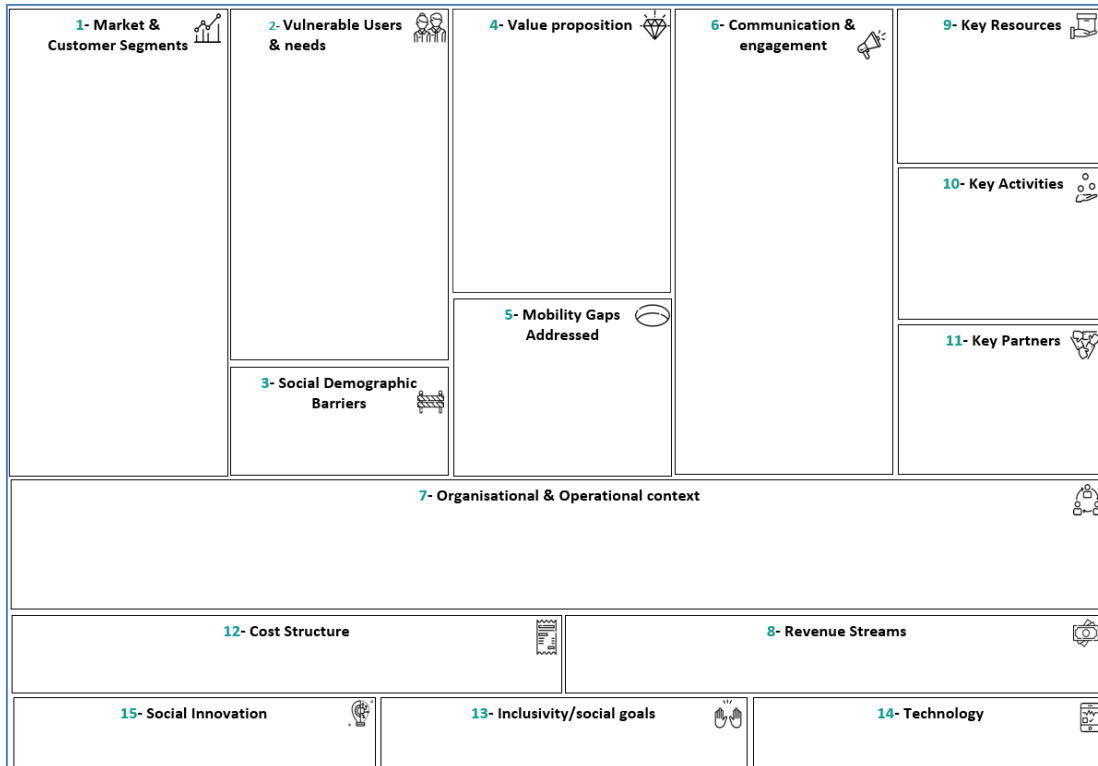 1- Market &
Customer Segments
2- Vulnerable Users
& needs
3- Social Demographic
Barriers
4- Value proposition
5- Mobility Gaps
Addressed
6- Communication &
engagement
9- Key Resources
10- Key Activities
11- Key Partners
7- Organisational & Operational context
12- Cost Structure
8- Revenue Streams
15- Social Innovation
13- Inclusivity/social goals
14- Technology